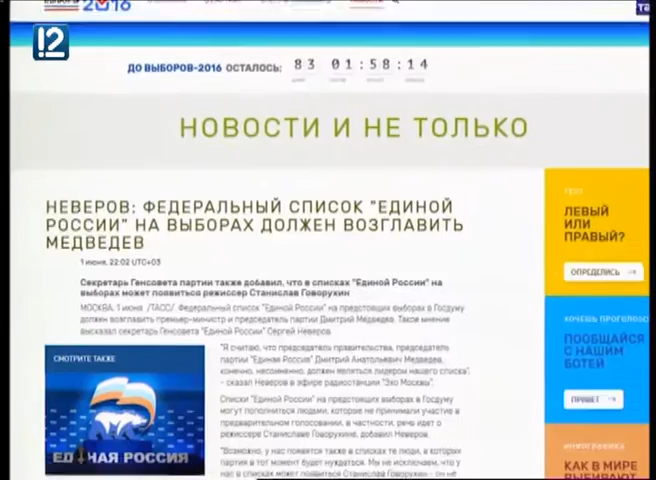 12
2016
ДО ВЫБОРОВ-2016 ОСТАЛОСЬ: 83 01:58:14
НОВОСТИ И НЕ ТОЛЬКО
НЕВЕРОВ: ФЕДЕРАЛЬНЫЙ СПИСОК "ЕДИНОЙ
РОССИИ" НА ВЫБОРАХ ДОЛЖЕН ВОЗГЛАВИТЬ
МЕДВЕДЕВ
1 июня, 22:02 UTC+03
Секретарь Генсовета партии также добавил, что в списках "Единой России" на
выборах может появиться режиссер Станислав Говорухин
МОСКВА, 1 июня. /ТАСС/. Федеральный список "Единой России" на предстоящих выборах в Госдуму
должен возглавить премьер-министр и председатель партии Дмитрий Медведев. Такое мнение
высказал секретарь Генсовета "Единой России" Сергей Неверов.
СМОТРИТЕ ТАКЖЕ
ЕДИНАЯ РОССИЯ
"Я считаю, что председатель правительства, председатель
партии "Единая Россия" Дмитрий Анатольевич Медведев,
конечно, несомненно, должен являться лидером нашего списка",
- сказал Неверов в эфире радиостанции "Эхо Москвы".
Списки "Единой России" на предстоящих выборах в Госдуму
могут пополниться людьми, которые не принимали участие в
предварительном голосовании, в частности, речь идет о
режиссере Станиславе Говорухине, добавил Неверов.
"Возможно, у нас появятся также в списках те люди, в которых
партия в тот момент будет нуждаться. Мы не исключаем, что у
нас в списках может появиться Станислав Говорухин - он не
ТЕСТ
ЛЕВЫЙ
ИЛИ
ПРАВЫЙ?
ОПРЕДЕЛИСЬ →
ХОЧЕШЬ ПРОГОЛОС
ПООБЩАЙСЯ
С НАШИМ
БОТЕЙ
ПРИВЕТ →
ИНФОГРАФИКА
КАК В МИРЕ
ВЫБИРАЮТ